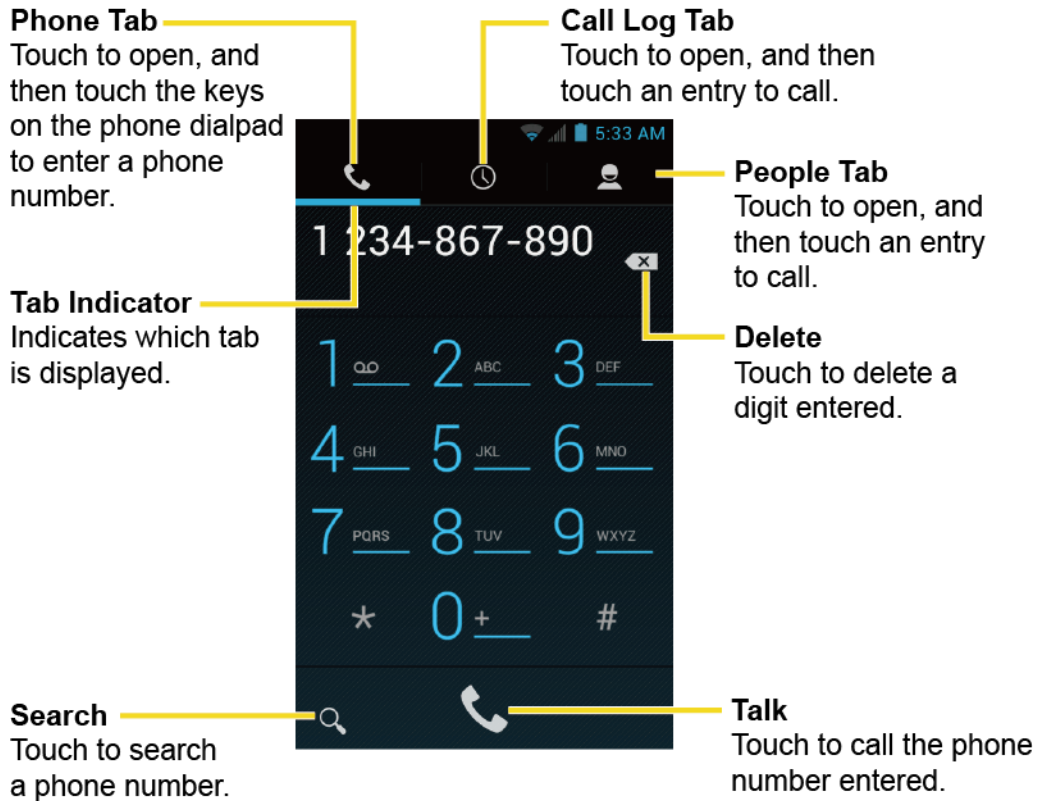 Phone Tab
Touch to open, and
then touch the keys
on the phone dialpad
to enter a phone
number.
Call Log Tab
Touch to open, and then
touch an entry to call.
5:33 AM
People Tab
Touch to open, and
then touch an entry
to call.
1 234-867-890
Tab Indicator
Indicates which tab
is displayed.
Delete
Touch to delete a
digit entered.
1 2 ABC 3 DEF
4 GHI 5 JKL 6 MNO
7 PQRS 8 TUV 9 WXYZ
* 0 + #
Search
Touch to search
a phone number.
Talk
Touch to call the phone
number entered.